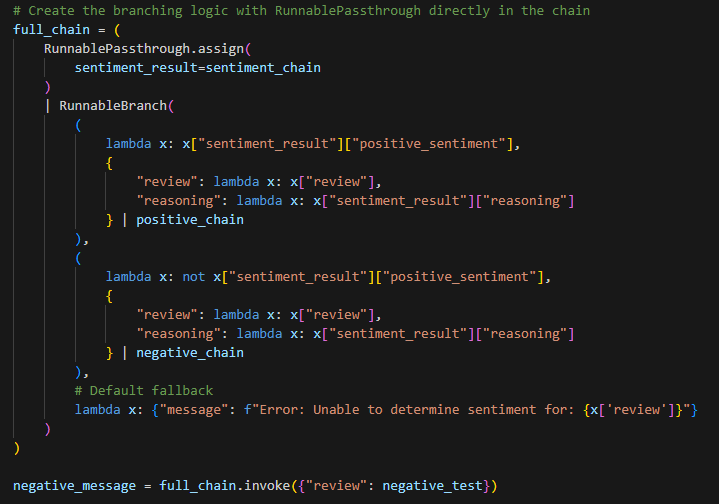 # Create the branching logic with RunnablePassthrough directly in the chain
full_chain = (
    RunnablePassthrough.assign(
        sentiment_result=sentiment_chain
    )
    | RunnableBranch(
        (
            lambda x: x["sentiment_result"]["positive_sentiment"],
            {
                "review": lambda x: x["review"],
                "reasoning": lambda x: x["sentiment_result"]["reasoning"]
            } | positive_chain
        ),
        (
            lambda x: not x["sentiment_result"]["positive_sentiment"],
            {
                "review": lambda x: x["review"],
                "reasoning": lambda x: x["sentiment_result"]["reasoning"]
            } | negative_chain
        ),
        # Default fallback
        lambda x: {"message": f"Error: Unable to determine sentiment for: {x['review']}"}
    )
)
negative_message = full_chain.invoke({"review": negative_test})